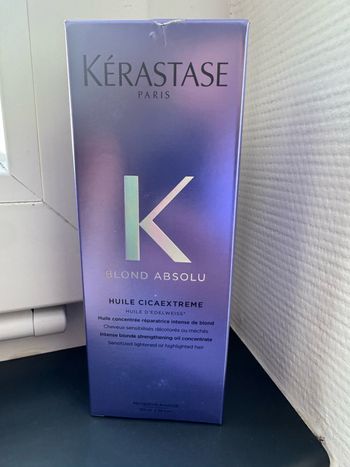 KÉRASTASE
PARIS
K
BLOND ABSOLU
HUILE CICAEXTREME
HUILE D'EDELWEISS*
Huile concentrée réparatrice intense de blond
Cheveux sensibilisés décolorés ou méchés
Intense blonde strengthening oil concentrate
Sensitized lightened or highlighted hair